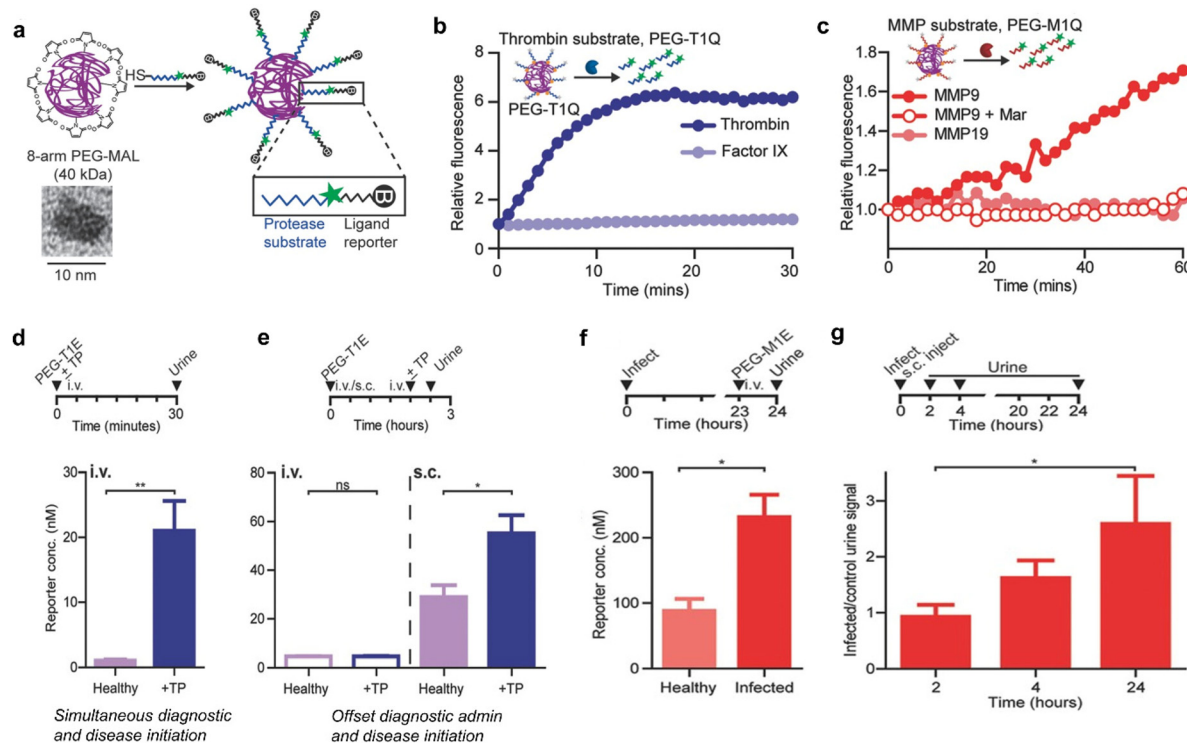 a
HS
B
8-arm PEG-MAL
(40 kDa)
10 nm
Protease
substrate
Ligand
reporter
B
b
Thrombin substrate, PEG-T1Q
PEG-T1Q
Thrombin
Factor IX
Relative fluorescence
8
6
4
2
0
0
10
20
30
Time (mins)
c
MMP substrate, PEG-M1Q
MMP9
MMP9 + Mar
MMP19
Relative fluorescence
1.8
1.6
1.4
1.2
1.0
0
20
40
60
Time (mins)
d
PEG-T1E
± TP
i.v.
Urine
0
30
Time (minutes)
i.v.
**
Reporter conc. (nM)
30
20
10
0
Healthy
+TP
Simultaneous diagnostic
and disease initiation
e
PEG-T1E
i.v./s.c.
i.v.
± TP
Urine
0
2
3
Time (hours)
i.v.
s.c.
ns
*
80
60
40
20
0
Healthy
+TP
Healthy
+TP
Offset diagnostic admin
and disease initiation
f
Infect
PEG-M1E
i.v.
Urine
0
23
24
Time (hours)
*
Reporter conc. (nM)
300
200
100
0
Healthy
Infected
g
Infect
s.c. inject
Urine
0
2
4
20
22
24
Time (hours)
*
Infected/control urine signal
3
2
1
0
2
4
24
Time (hours)